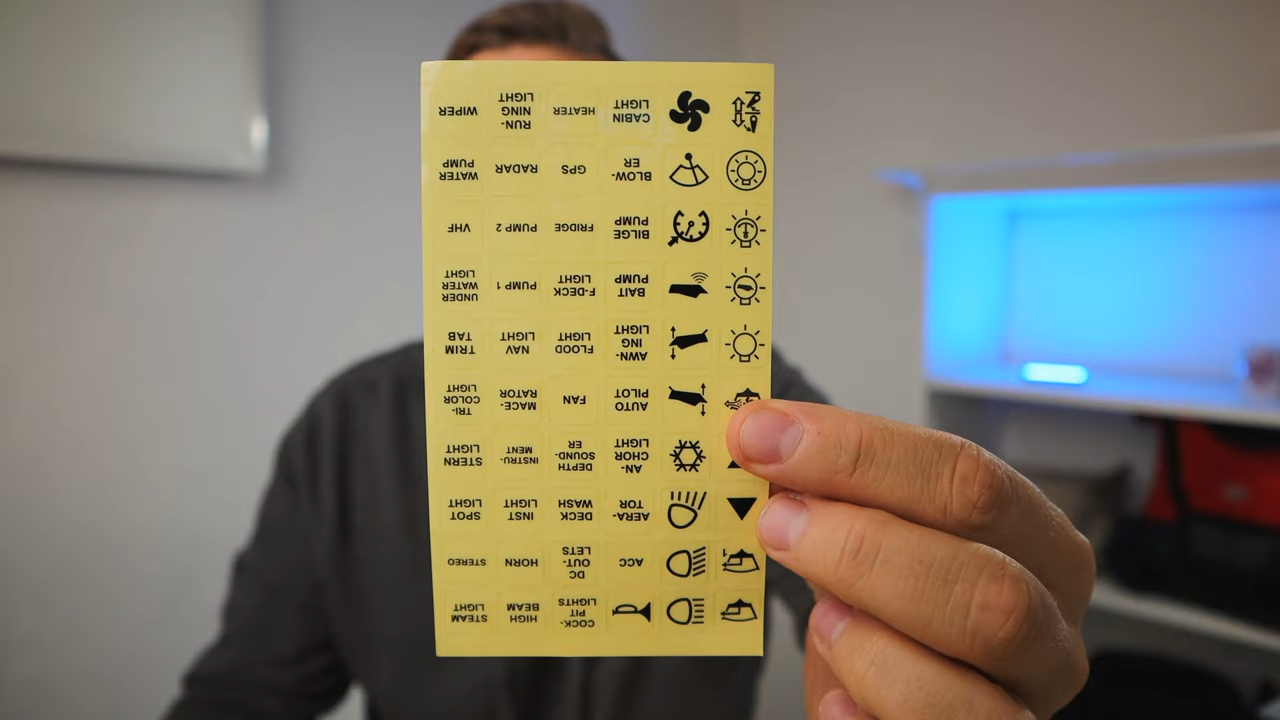 COCK-
PIT
LIGHTS
HIGH
BEAM
STEAM
LIGHT
ACC
DC
OUT-
LETS
HORN
STEREO
AERA-
TOR
DECK
WASH
INST
LIGHT
SPOT
LIGHT
AN-
CHOR
LIGHT
DEPTH
SOUND-
ER
INSTRU-
MENT
STERN
LIGHT
AUTO
PILOT
FAN
MACE-
RATOR
TRI-
COLOR
LIGHT
AWN-
ING
LIGHT
FLOOD
LIGHT
NAV
LIGHT
TRIM
TAB
BAIT
PUMP
F-DECK
LIGHT
PUMP 1
UNDER
WATER
LIGHT
BILGE
PUMP
FRIDGE
PUMP 2
VHF
BLOW-
ER
GPS
RADAR
WATER
PUMP
CABIN
LIGHT
HEATER
RUN-
NING
LIGHT
WIPER